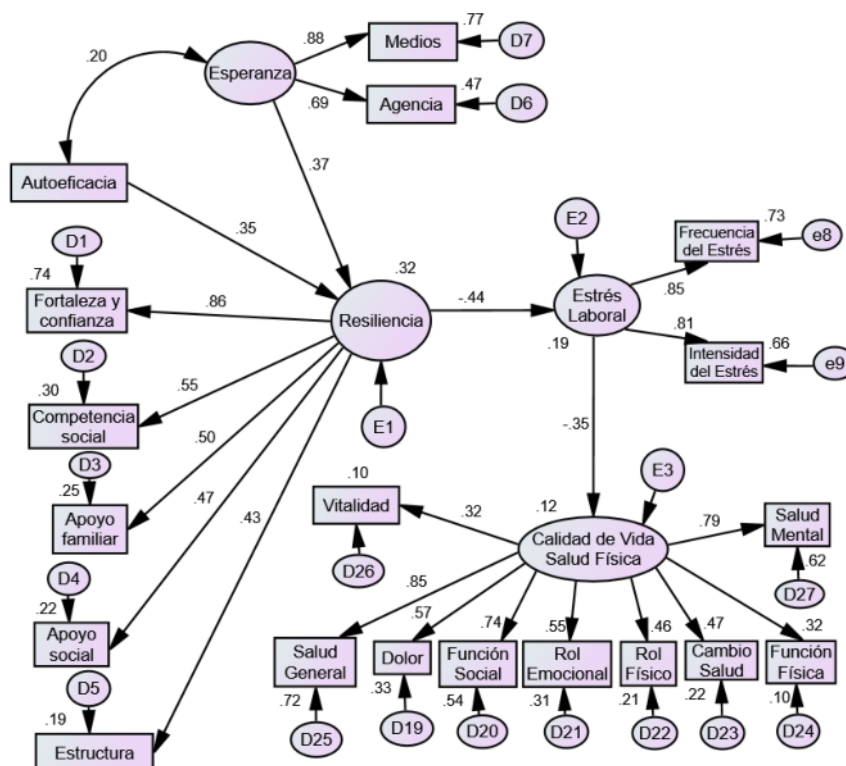 .20
Esperanza
.88
Medios
.77
D7
.69
Agencia
.47
D6
Autoeficacia
.37
.35
D1
.74
Fortaleza y
confianza
.86
.32
Resiliencia
E1
-.44
E2
Estrés
Laboral
.19
Frecuencia
del Estrés
.73
e8
.85
.81
Intensidad
del Estrés
.66
e9
D2
.30
Competencia
social
.55
D3
.25
Apoyo
familiar
.50
D4
.22
Apoyo
social
.47
D5
.19
Estructura
.43
-.35
E3
.12
Calidad de Vida
Salud Física
.10
Vitalidad
.32
D26
.79
Salud
Mental
.62
D27
.85
Salud
General
.72
D25
.57
Dolor
.33
D19
.74
Función
Social
.54
D20
.55
Rol
Emocional
.31
D21
.46
Rol
Físico
.21
D22
.47
Cambio
Salud
.22
D23
.32
Función
Física
.10
D24